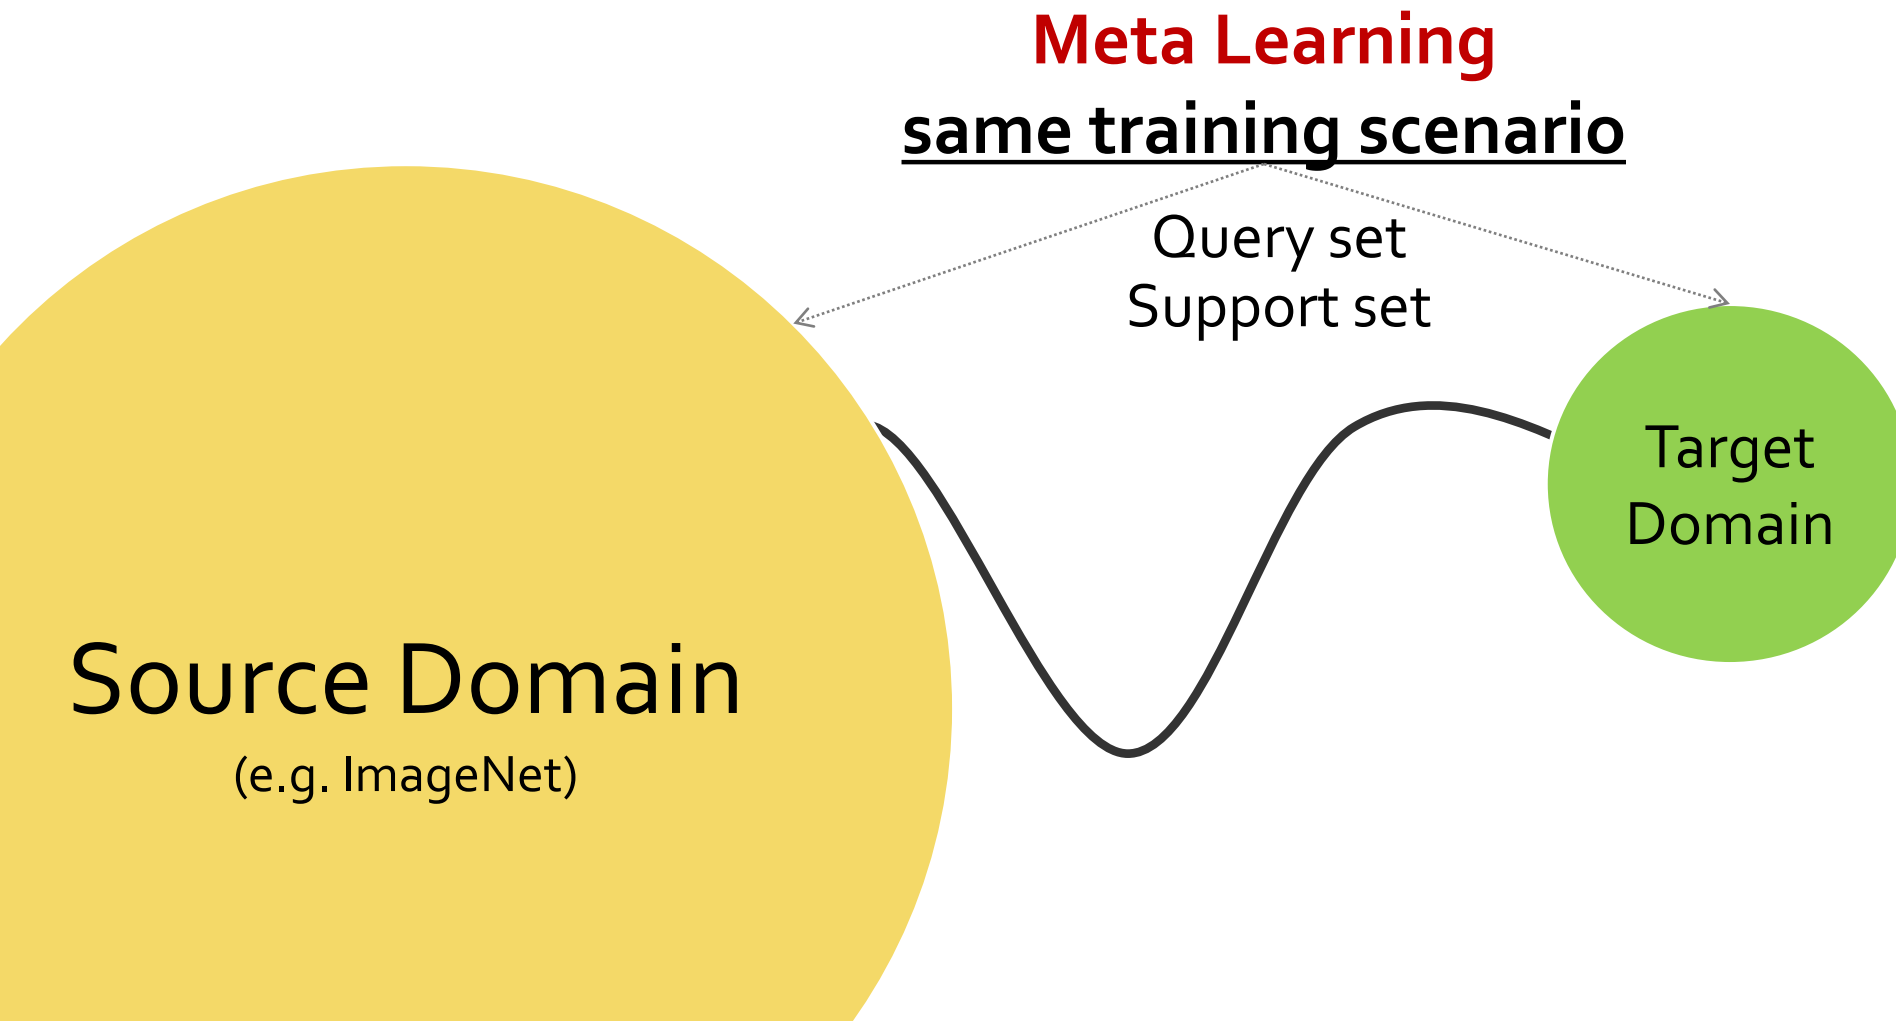 Meta Learning
same training scenario
Query set
Support set
Target
Domain
Source Domain
(e.g. ImageNet)